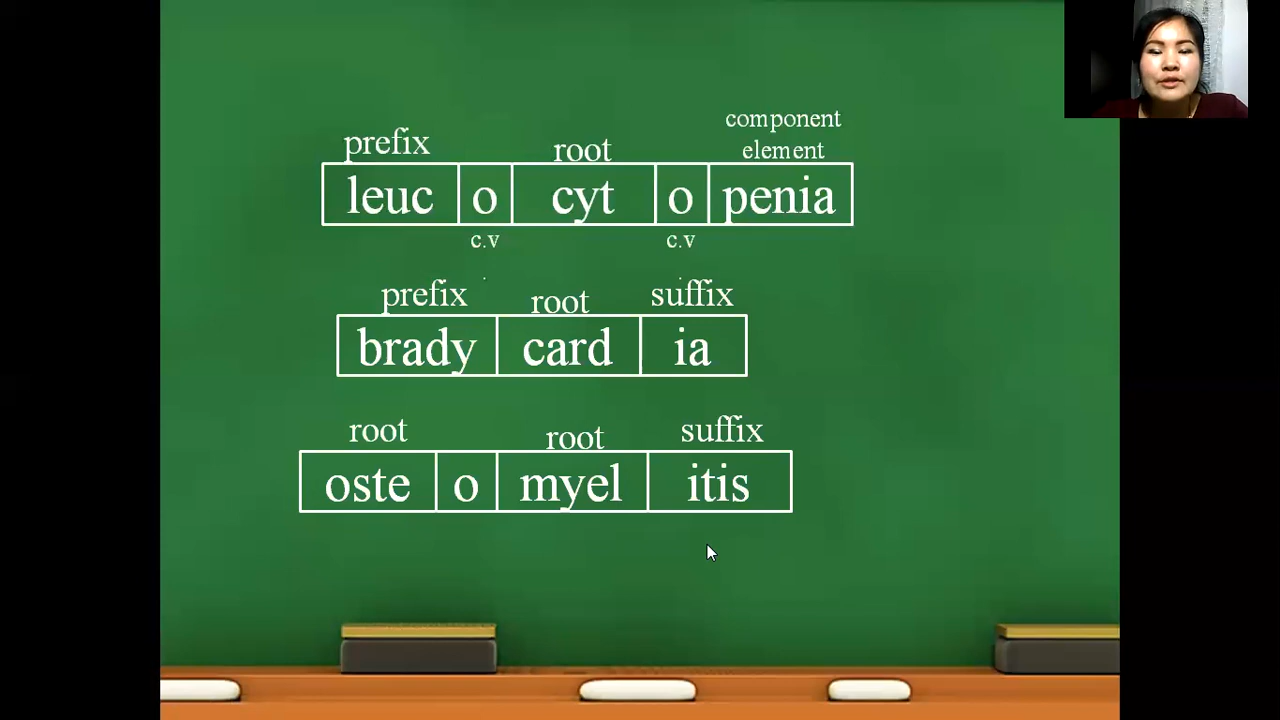 prefix root component element
leuc o cyt o penia
c.v c.v
prefix root suffix
brady card ia
root root suffix
oste o myel itis